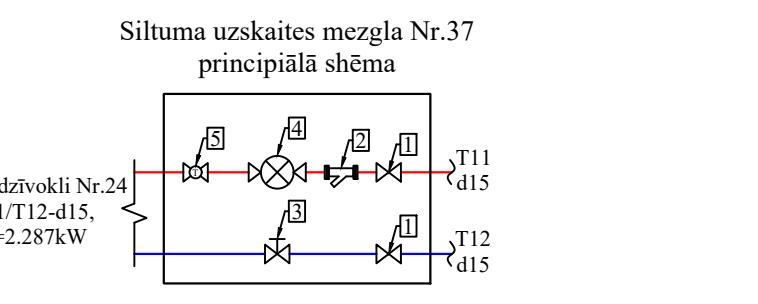 Siltuma uzskaites mezgla Nr.37
principiālā shēma
5
4
2
1
T11
d15
dzīvokli Nr.24
1/T12-d15,
=2.287kW
3
1
T12
d15